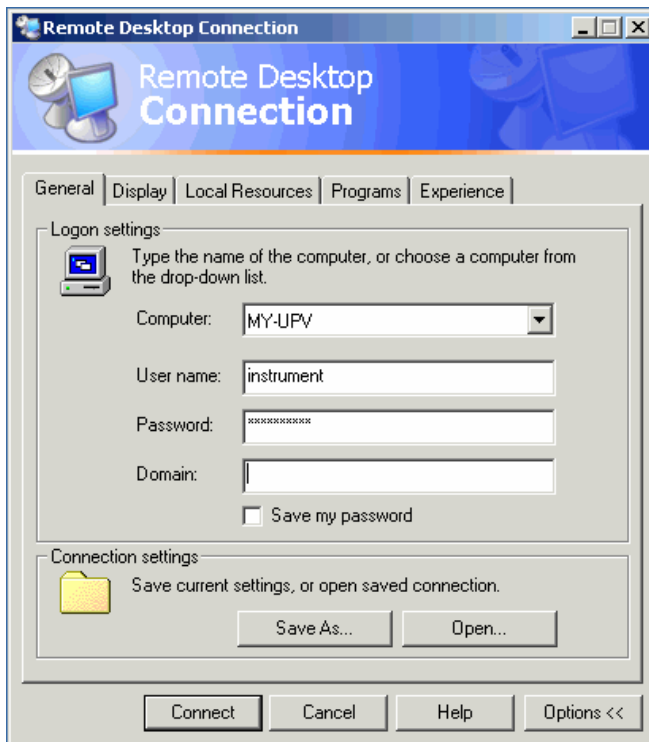 Remote Desktop Connection
Remote Desktop
Connection
General Display Local Resources Programs Experience
Logon settings
Type the name of the computer, or choose a computer from
the drop-down list.
Computer: MY-UPV
User name: instrument
Password: **********
Domain:
Save my password
Connection settings
Save current settings, or open saved connection.
Save As... Open...
Connect Cancel Help Options <<